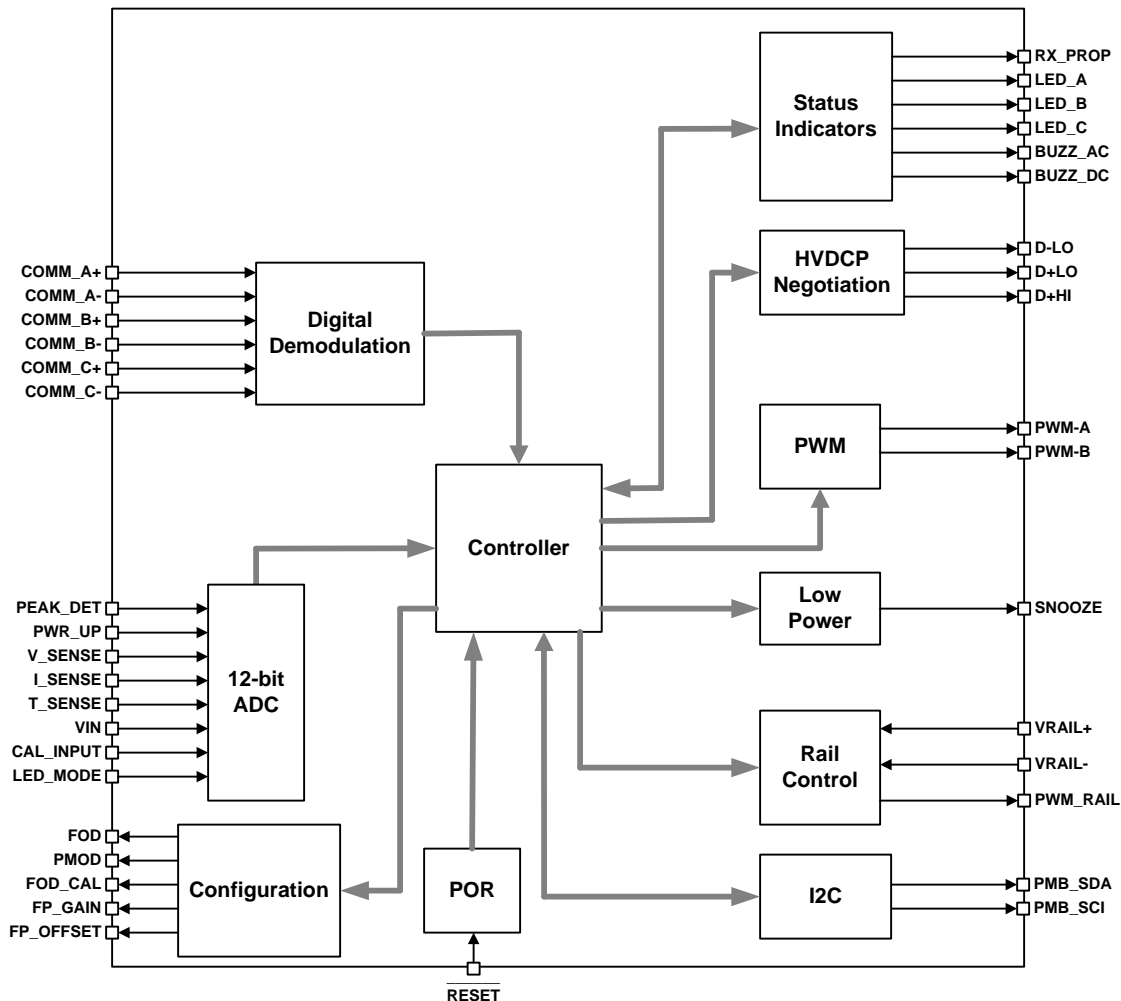 RX_PROP
LED_A
LED_B
LED_C
BUZZ_AC
BUZZ_DC
Status
Indicators
D-LO
D+LO
D+HI
HVDCP
Negotiation
COMM_A+
COMM_A-
COMM_B+
COMM_B-
COMM_C+
COMM_C-
Digital
Demodulation
PWM
PWM-A
PWM-B
Controller
Low
Power
SNOOZE
PEAK_DET
PWR_UP
V_SENSE
I_SENSE
T_SENSE
VIN
CAL_INPUT
LED_MODE
12-bit
ADC
Rail
Control
VRAIL+
VRAIL-
PWM_RAIL
FOD
PMOD
FOD_CAL
FP_GAIN
FP_OFFSET
Configuration
POR
I2C
PMB_SDA
PMB_SCI
RESET